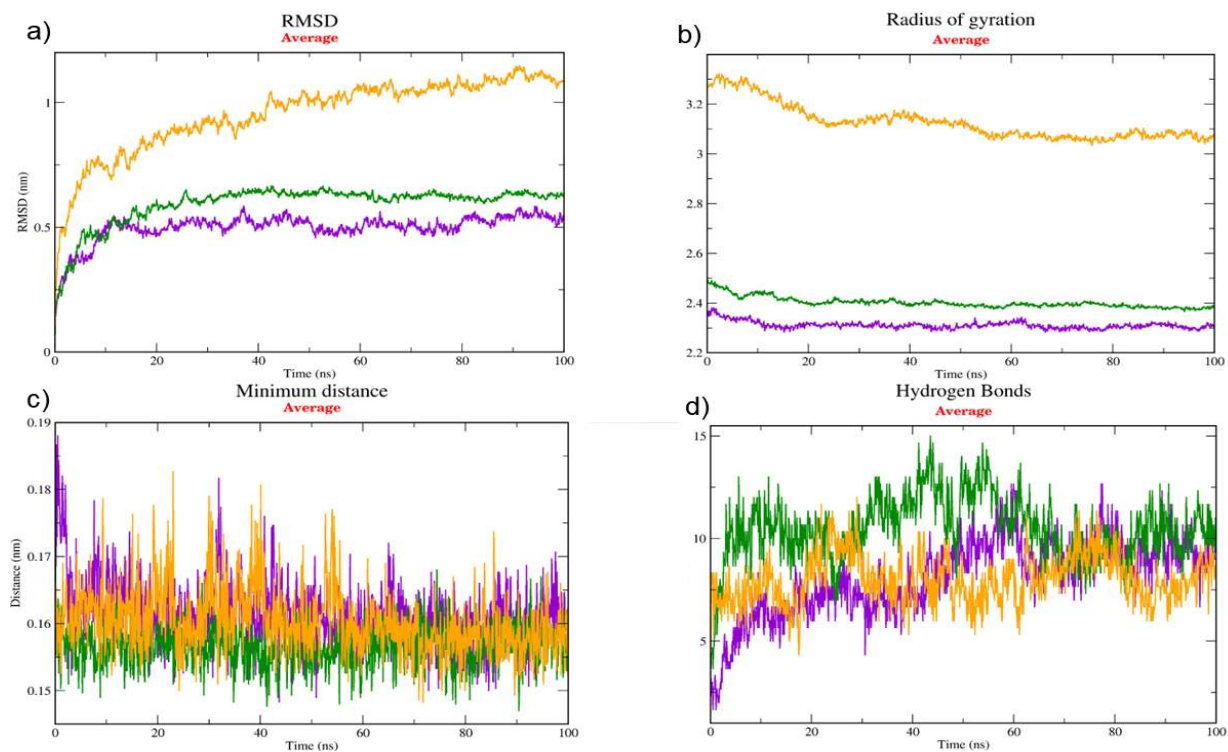 a)
RMSD
Average
1
0.5
0
RMSD (nm)
0 20 40 60 80 100
Time (ns)
b)
Radius of gyration
Average
3.2
3
2.8
2.6
2.4
2.2
0 20 40 60 80 100
Time (ns)
c)
Minimum distance
Average
0.19
0.18
0.17
0.16
0.15
Distance (nm)
0 20 40 60 80 100
Time (ns)
d)
Hydrogen Bonds
Average
15
10
5
0 20 40 60 80 100
Time (ns)